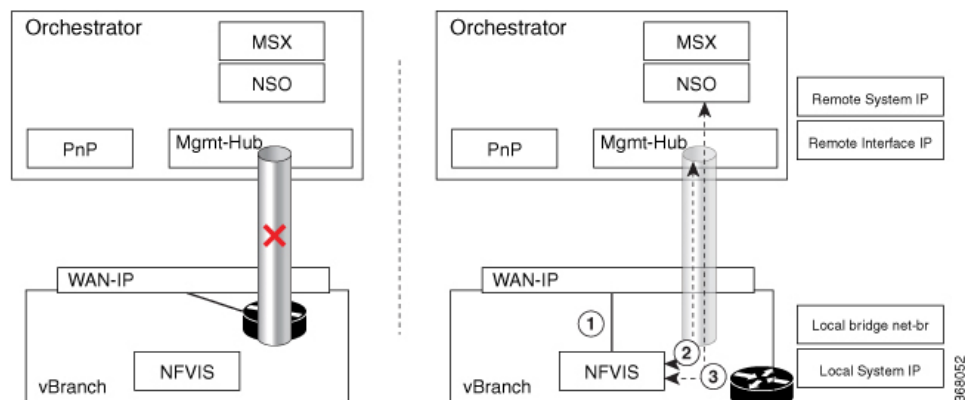 Orchestrator
MSX
NSO
PnP
Mgmt-Hub
WAN-IP
NFVIS
vBranch
Orchestrator
MSX
NSO
PnP
Mgmt-Hub
Remote System IP
Remote Interface IP
WAN-IP
1
2
3
NFVIS
vBranch
Local bridge net-br
Local System IP
368052